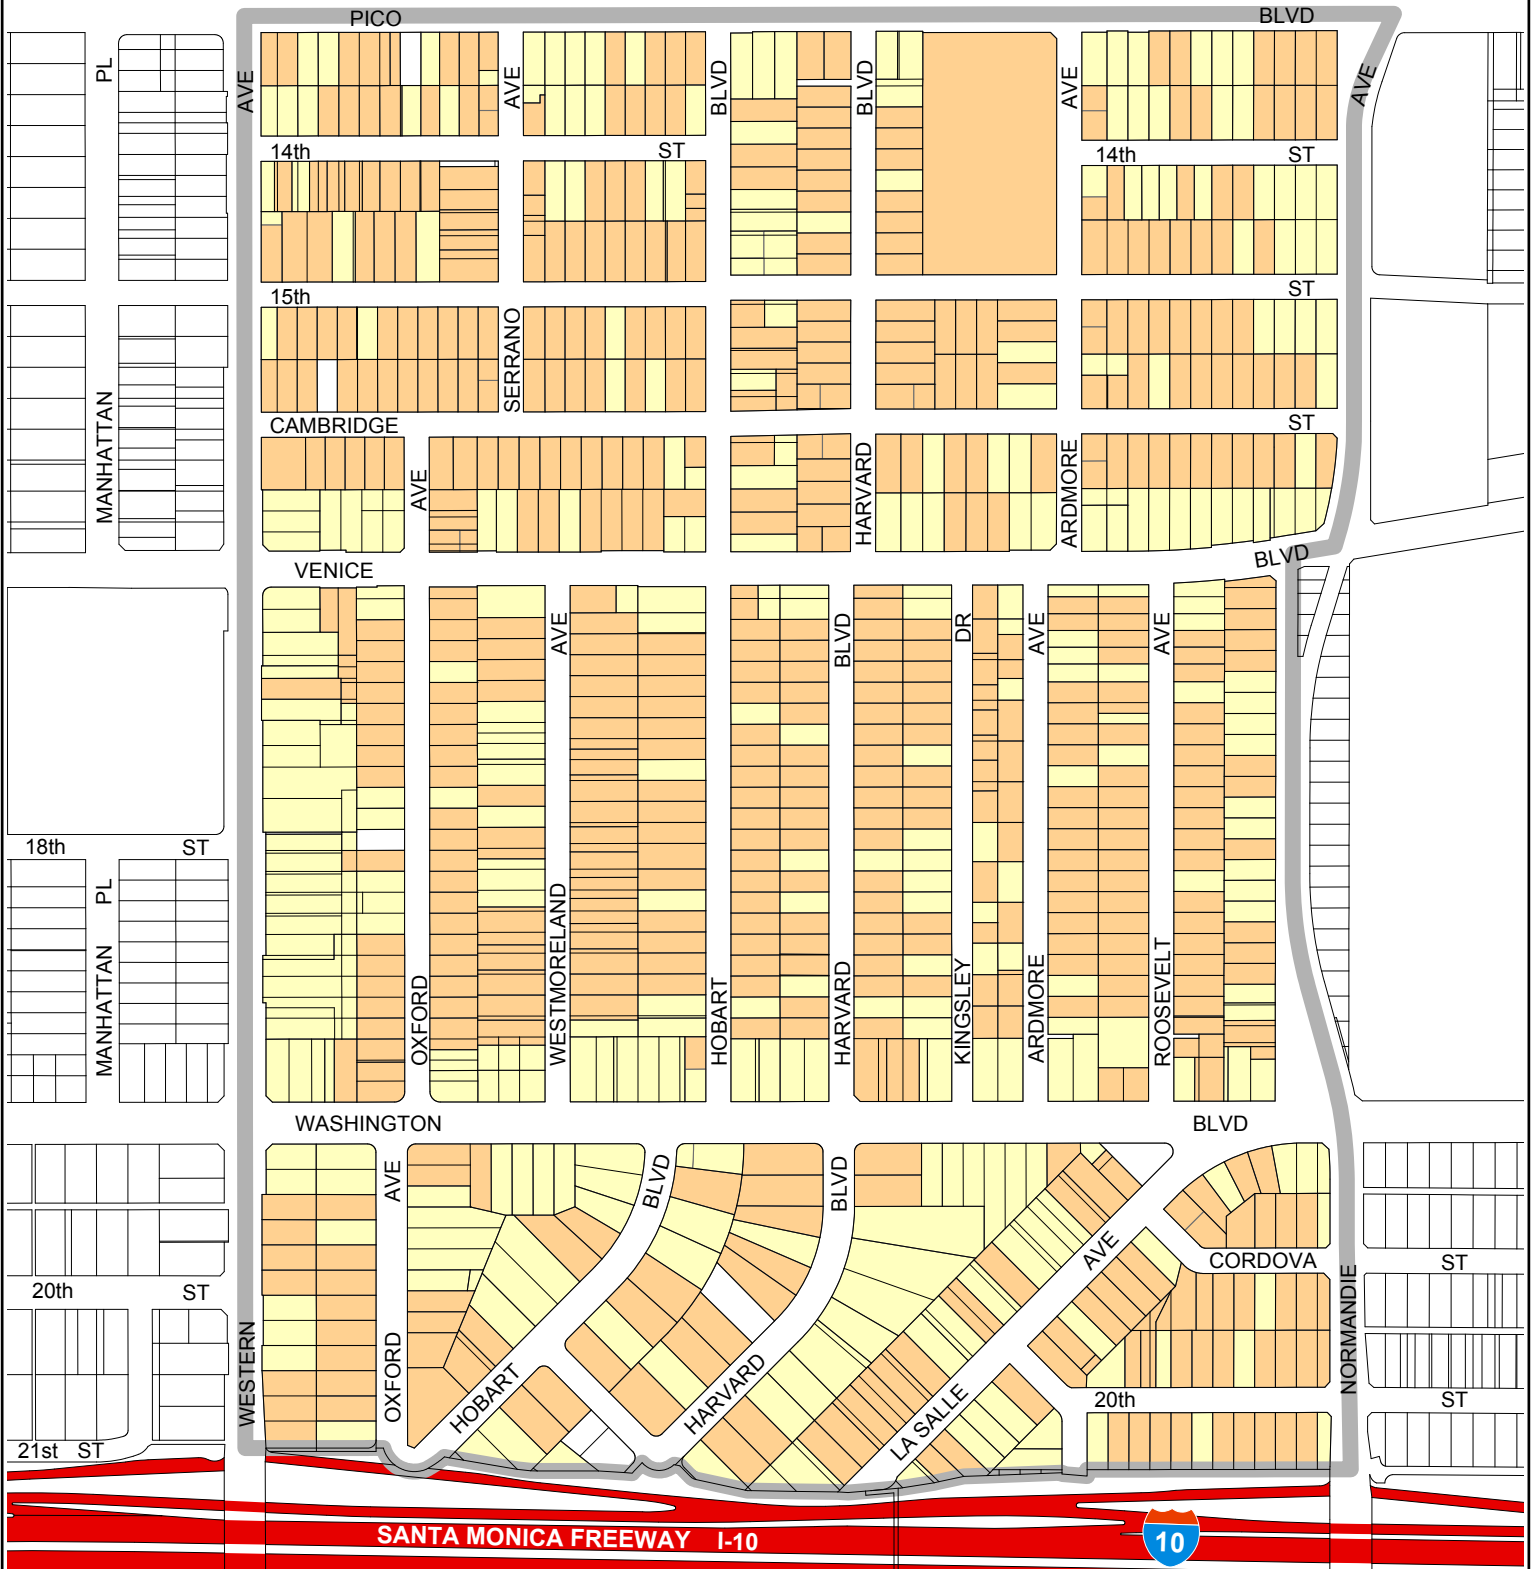 PICO BLVD
PL
AVE
AVE
BLVD
BLVD
AVE
AVE
14th ST
14th ST
15th
ST
SERRANO
MANHATTAN
CAMBRIDGE
ST
AVE
HARVARD
ARDMORE
VENICE
BLVD
AVE
BLVD
DR
AVE
AVE
18th ST
PL
MANHATTAN
OXFORD
WESTMORELAND
HOBART
HARVARD
KINGSLEY
ARDMORE
ROOSEVELT
WASHINGTON
BLVD
AVE
BLVD
BLVD
AVE
CORDOVA
ST
20th ST
WESTERN
OXFORD
HOBART
HARVARD
LA SALLE
NORMANDIE
20th
ST
21st ST
SANTA MONICA FREEWAY I-10
10